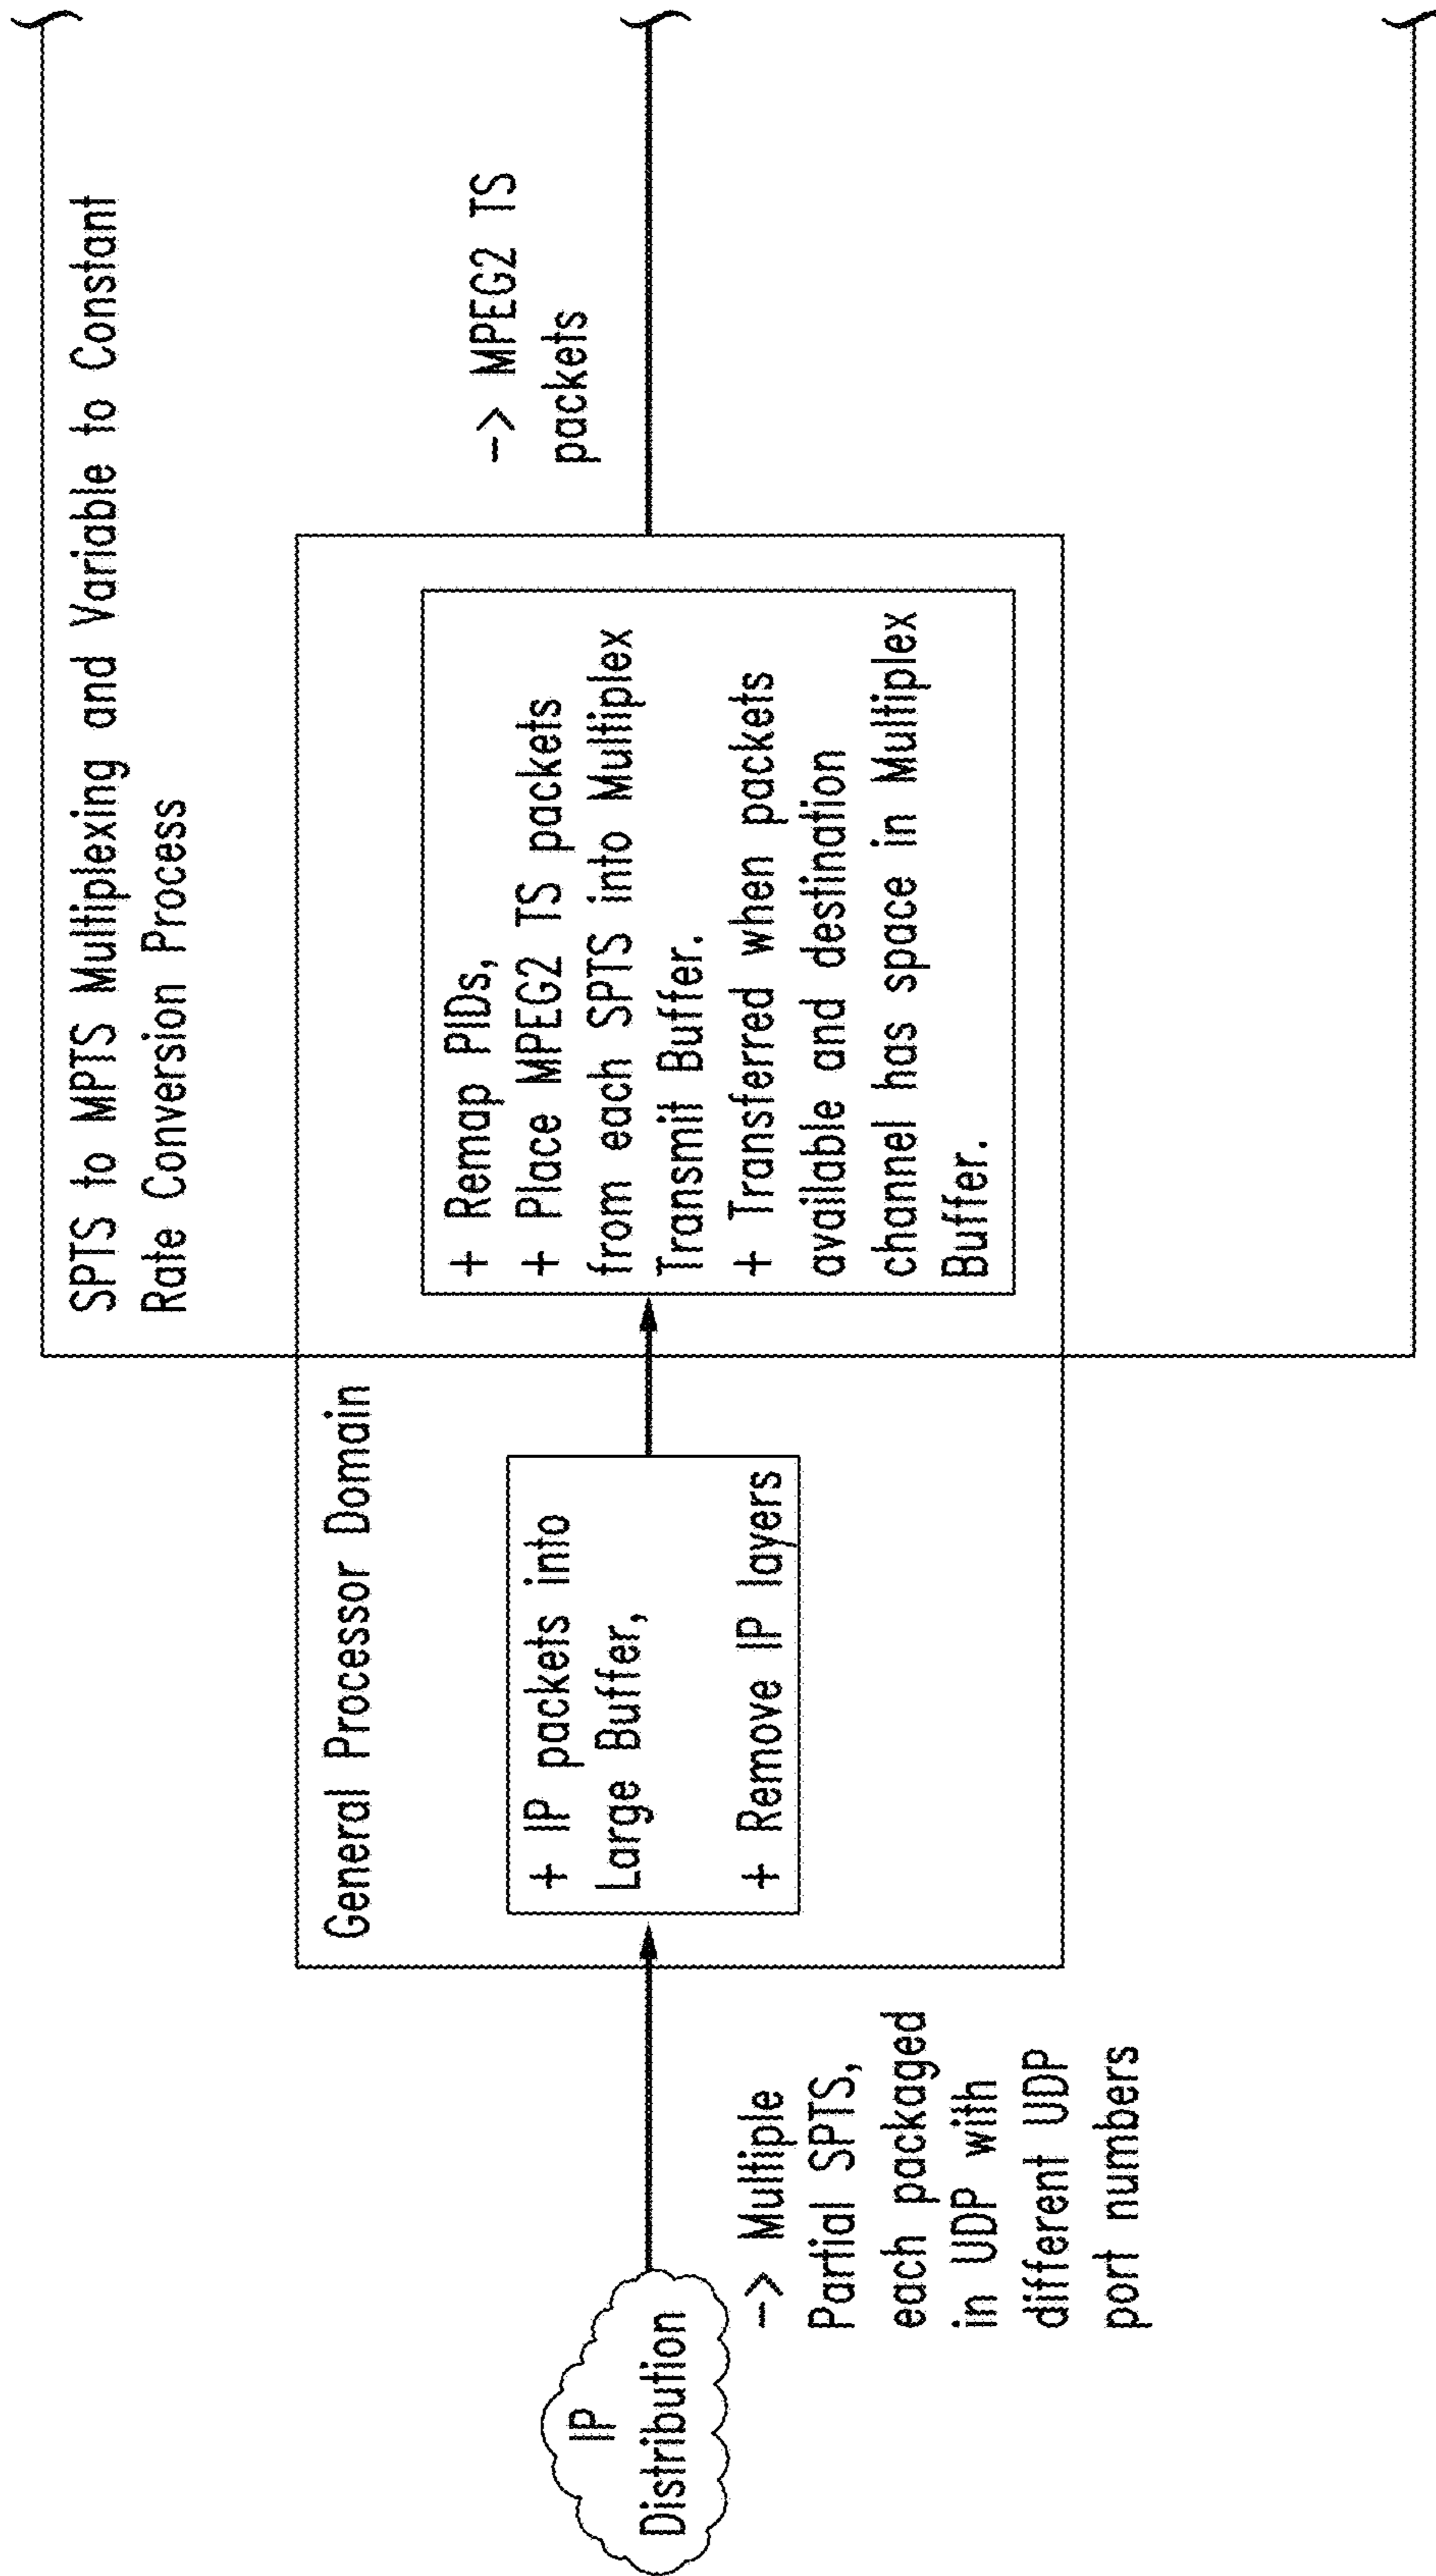 SPTS to MPTS Multiplexing and Variable to Constant
Rate Conversion Process
General Processor Domain
IP
Distribution
-> Multiple
Partial SPTS,
each packaged
in UDP with
different UDP
port numbers
+ IP packets into
Large Buffer,
+ Remove IP layers
+ Remap PIDs,
+ Place MPEG2 TS packets
from each SPTS into Multiplex
Transmit Buffer.
+ Transferred when packets
available and destination
channel has space in Multiplex
Buffer.
-> MPEG2 TS
packets